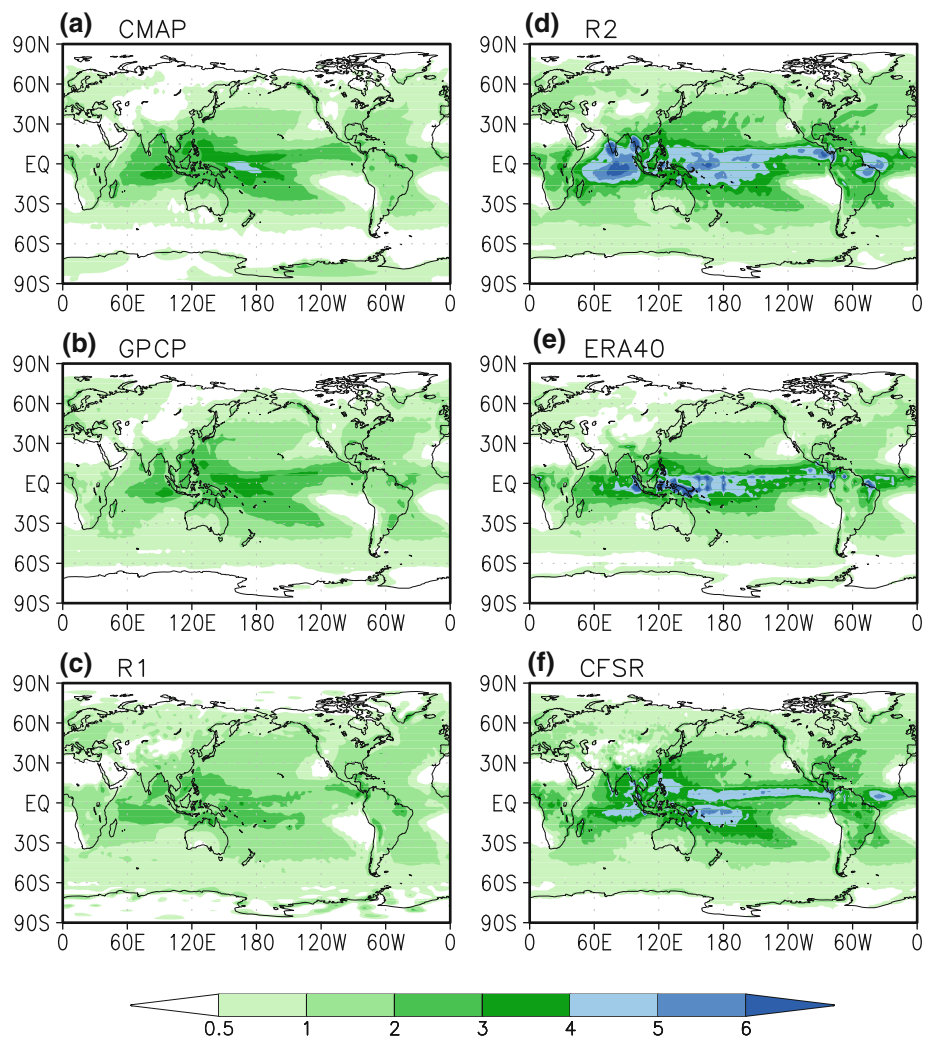 (a) CMAP
90N
60N
30N
EQ
30S
60S
90S
0 60E 120E 180 120W 60W 0
(d) R2
90N
60N
30N
EQ
30S
60S
90S
0 60E 120E 180 120W 60W 0
(b) GPCP
90N
60N
30N
EQ
30S
60S
90S
0 60E 120E 180 120W 60W 0
(e) ERA40
90N
60N
30N
EQ
30S
60S
90S
0 60E 120E 180 120W 60W 0
(c) R1
90N
60N
30N
EQ
30S
60S
90S
0 60E 120E 180 120W 60W 0
(f) CFSR
90N
60N
30N
EQ
30S
60S
90S
0 60E 120E 180 120W 60W 0
0.5 1 2 3 4 5 6